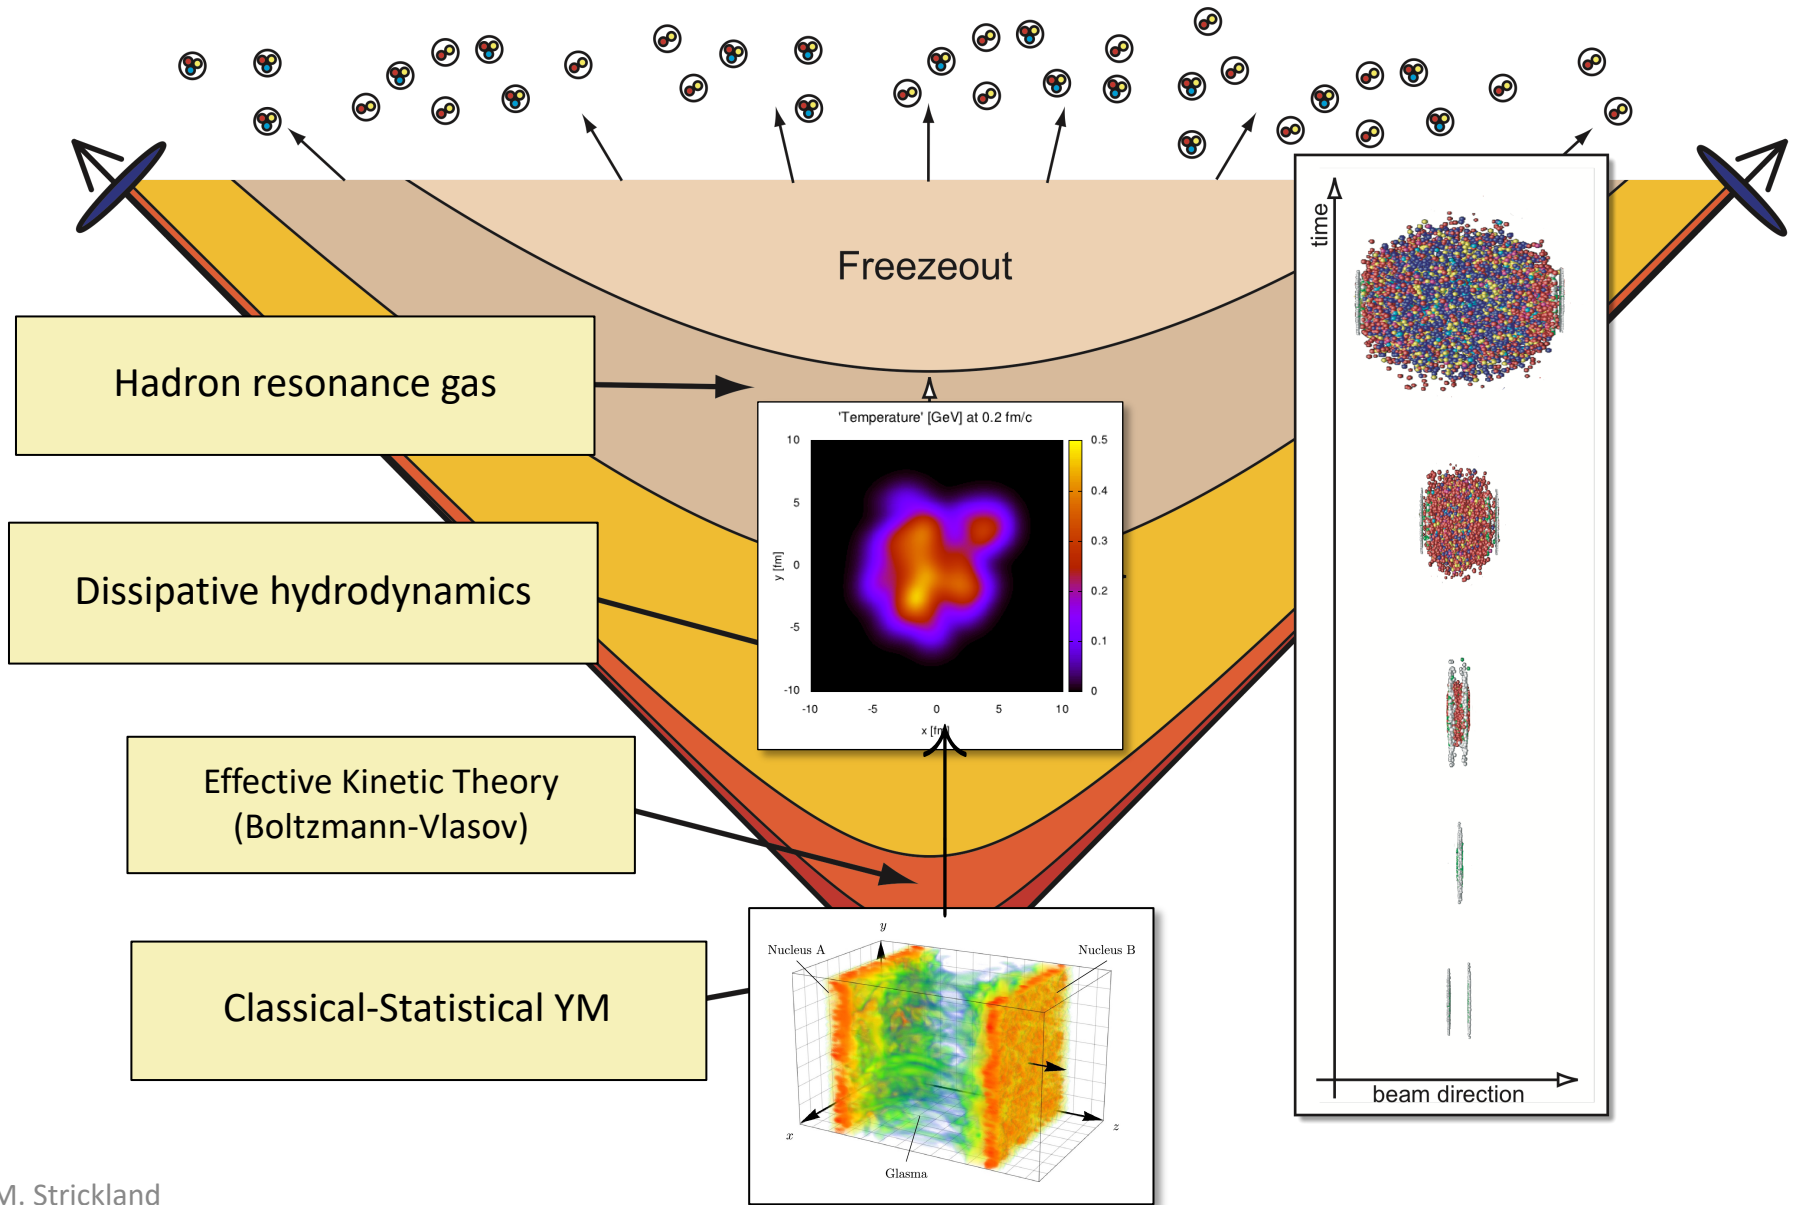 Freezeout
time
Hadron resonance gas
'Temperature' [GeV] at 0.2 fm/c
10
5
0
-5
-10
y [fm]
-10
-5
0
5
10
x [fm]
0.5
0.4
0.3
0.2
0.1
0
Dissipative hydrodynamics
Effective Kinetic Theory
(Boltzmann-Vlasov)
Classical-Statistical YM
Nucleus A
y
Nucleus B
x
z
Glasma
beam direction
M. Strickland